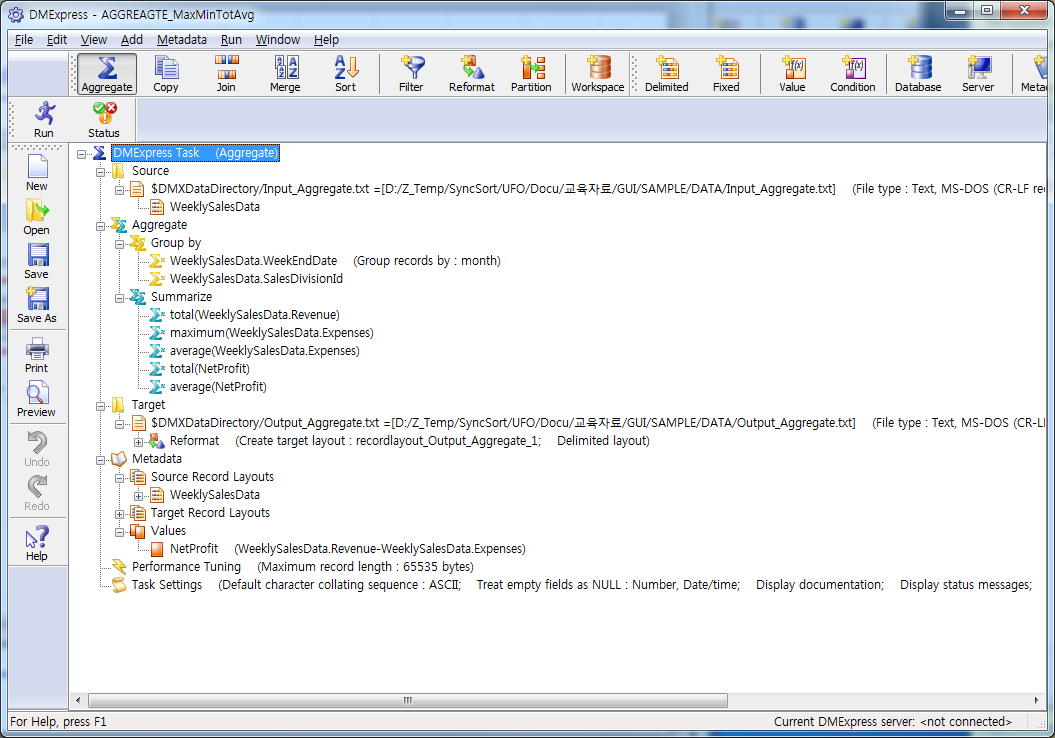 DMExpress - AGGREAGTE_MaxMinTotAvg
File Edit View Add Metadata Run Window Help
Aggregate Copy Join Merge Sort Filter Reformat Partition Workspace Delimited Fixed Value Condition Database Server Metac
Run Status
New
Open
Save
Save As
Print
Preview
Undo
Redo
Help
DMExpress Task (Aggregate)
Source
$DMXDataDirectory/Input_Aggregate.txt =[D:/Z_Temp/SyncSort/UFO/Docu/교육자료/GUI/SAMPLE/DATA/Input_Aggregate.txt] (File type : Text, MS-DOS (CR-LF rec
WeeklySalesData
Aggregate
Group by
WeeklySalesData.WeekEndDate (Group records by : month)
WeeklySalesData.SalesDivisionId
Summarize
total(WeeklySalesData.Revenue)
maximum(WeeklySalesData.Expenses)
average(WeeklySalesData.Expenses)
total(NetProfit)
average(NetProfit)
Target
$DMXDataDirectory/Output_Aggregate.txt =[D:/Z_Temp/SyncSort/UFO/Docu/교육자료/GUI/SAMPLE/DATA/Output_Aggregate.txt] (File type : Text, MS-DOS (CR-LF
Reformat (Create target layout : recordlayout_Output_Aggregate_1; Delimited layout)
Metadata
Source Record Layouts
WeeklySalesData
Target Record Layouts
Values
NetProfit (WeeklySalesData.Revenue-WeeklySalesData.Expenses)
Performance Tuning (Maximum record length : 65535 bytes)
Task Settings (Default character collating sequence : ASCII; Treat empty fields as NULL : Number, Date/time; Display documentation; Display status messages;
For Help, press F1
Current DMExpress server: <not connected>